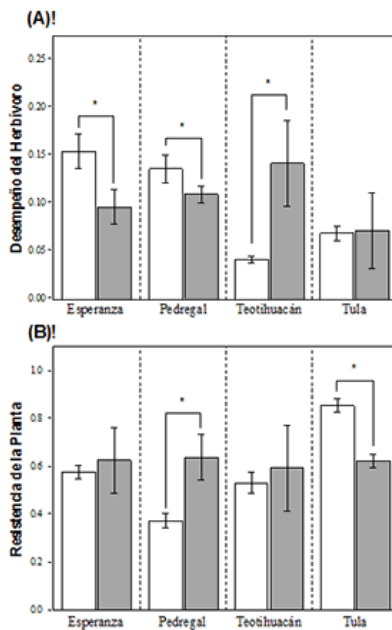 (A)!
Desempeño del Herbívoro
0.25
0.20
0.15
0.10
0.05
0.00
* * *
Esperanza Pedregal Teotihuacán Tula
(B)!
Resistencia de la Planta
1.0
0.8
0.6
0.4
0.2
0.0
* *
Esperanza Pedregal Teotihuacán Tula